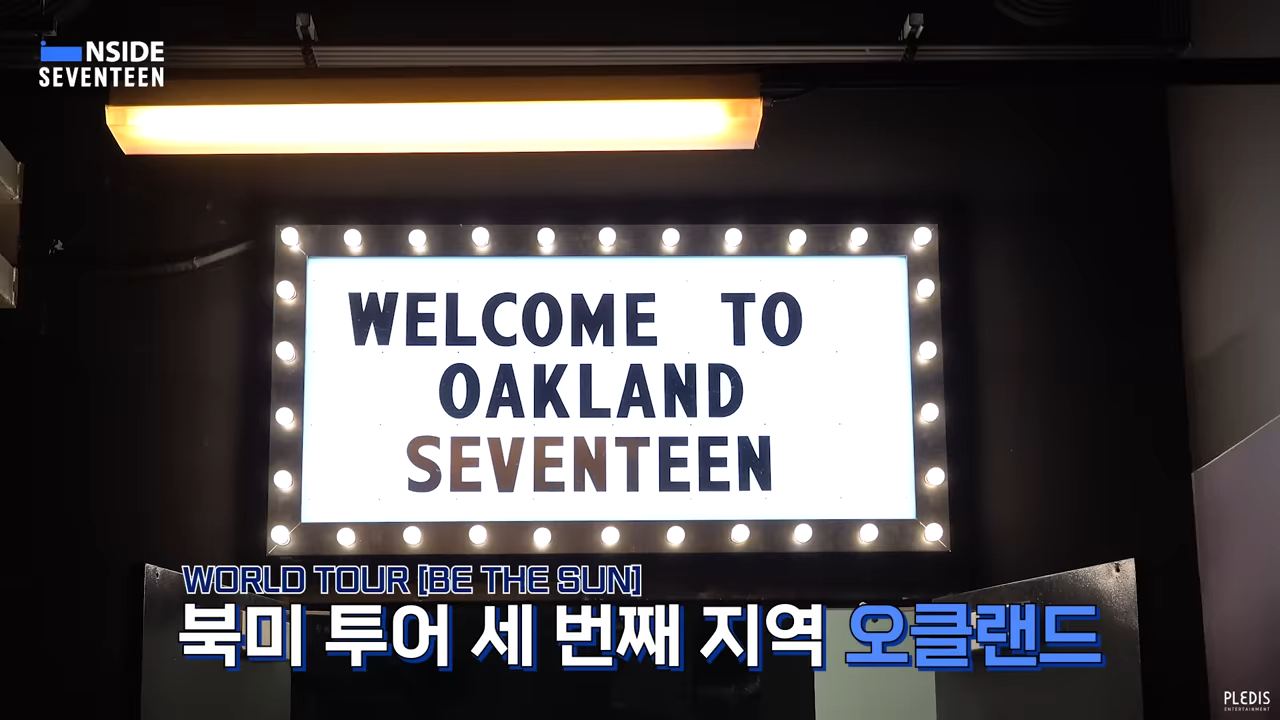 INSIDE
SEVENTEEN
WELCOME TO
OAKLAND
SEVENTEEN
WORLD TOUR [BE THE SUN]
북미 투어 세 번째 지역 오클랜드
PLEDIS
ENTERTAINMENT